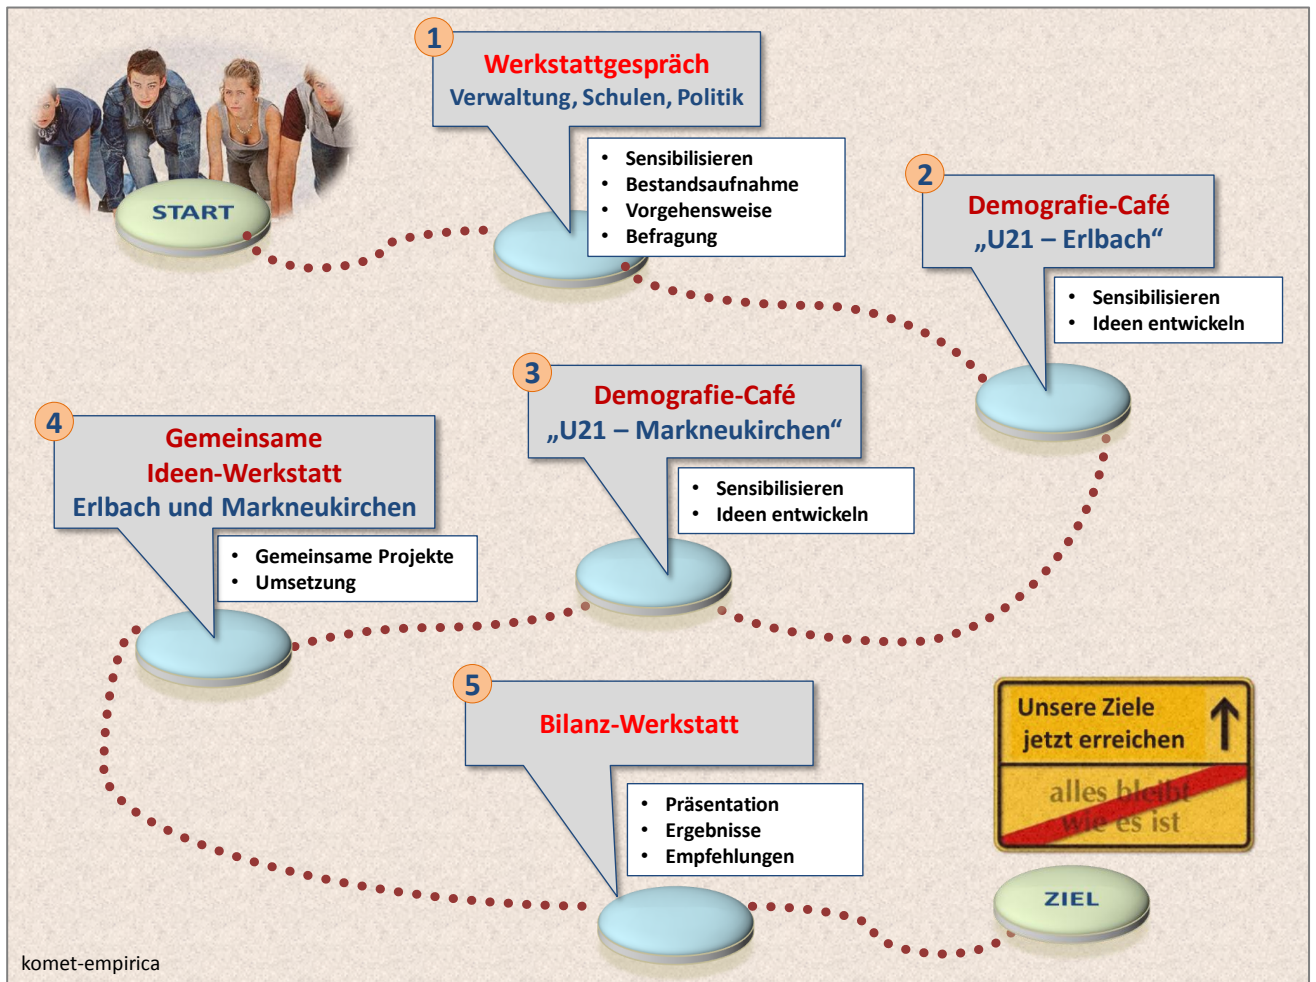 START
1
Werkstattgespräch
Verwaltung, Schulen, Politik
• Sensibilisieren
• Bestandsaufnahme
• Vorgehensweise
• Befragung
2
Demografie-Café
„U21 – Erlbach“
• Sensibilisieren
• Ideen entwickeln
3
Demografie-Café
„U21 – Markneukirchen“
• Sensibilisieren
• Ideen entwickeln
4
Gemeinsame
Ideen-Werkstatt
Erlbach und Markneukirchen
• Gemeinsame Projekte
• Umsetzung
5
Bilanz-Werkstatt
• Präsentation
• Ergebnisse
• Empfehlungen
Unsere Ziele
jetzt erreichen
alles bleibt
wie es ist
ZIEL
komet-empirica